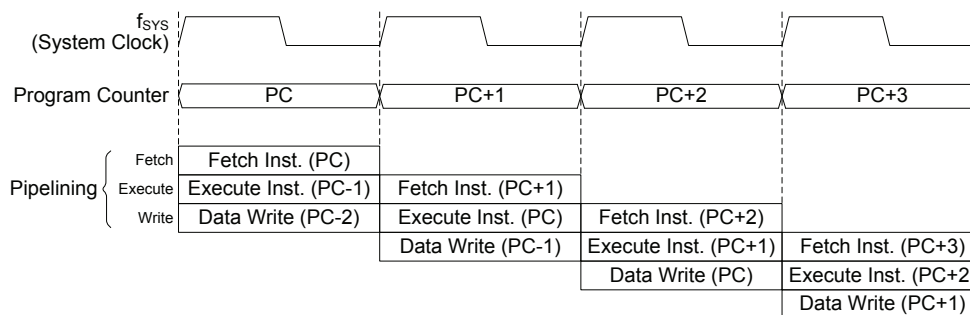 fSYS
(System Clock)
Program Counter PC PC+1 PC+2 PC+3
Fetch Fetch Inst. (PC)
Pipelining Execute Execute Inst. (PC-1) Fetch Inst. (PC+1)
Write Data Write (PC-2) Execute Inst. (PC) Fetch Inst. (PC+2)
Data Write (PC-1) Execute Inst. (PC+1) Fetch Inst. (PC+3)
Data Write (PC) Execute Inst. (PC+2
Data Write (PC+1)